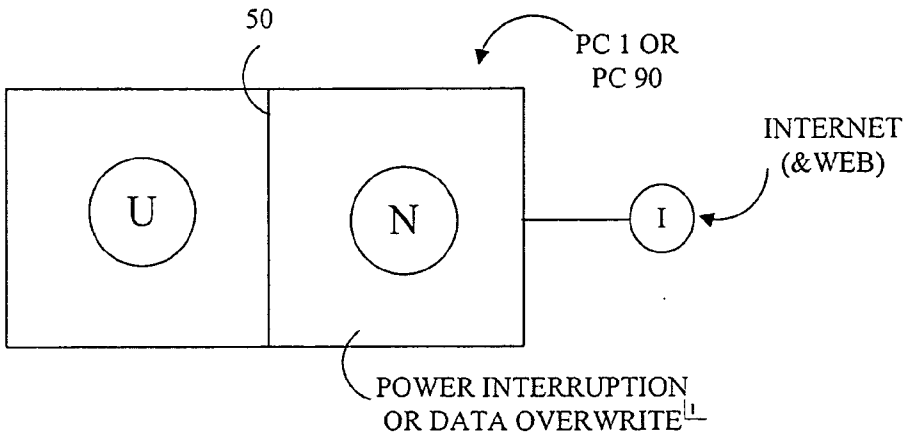 50
PC 1 OR
PC 90
INTERNET
(&WEB)
U
N
I
POWER INTERRUPTION
OR DATA OVERWRITE